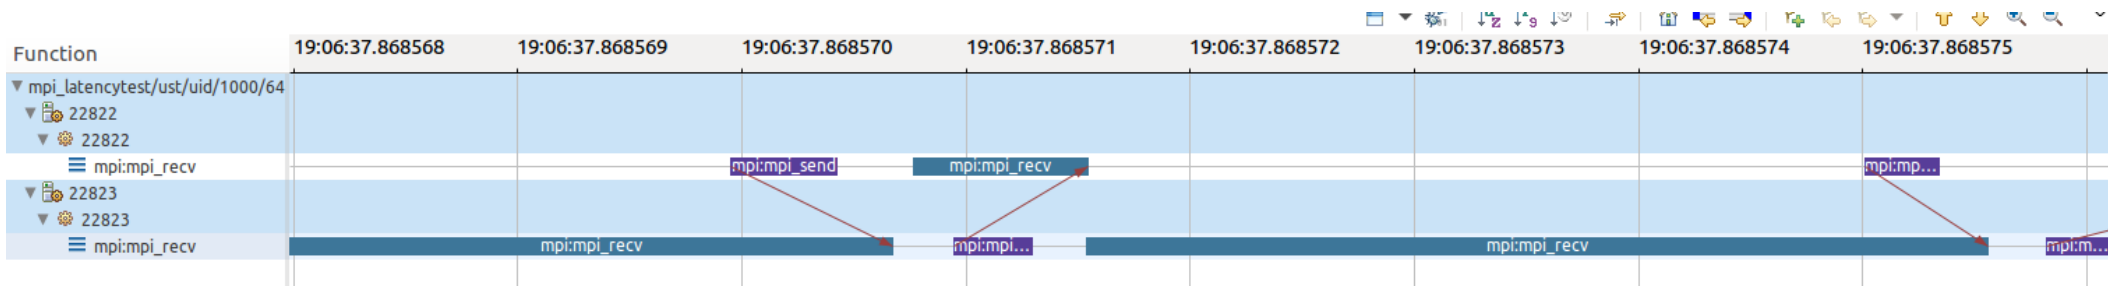 Function 19:06:37.868568 19:06:37.868569 19:06:37.868570 19:06:37.868571 19:06:37.868572 19:06:37.868573 19:06:37.868574 19:06:37.868575
mpi_latencytest/ust/uid/1000/64
22822
22822
mpi:mpi_recv mpi:mpi_send mpi:mpi_recv mpi:mp...
22823
22823
mpi:mpi_recv mpi:mpi_recv mpi:mpi... mpi:mpi_recv mpi:m...